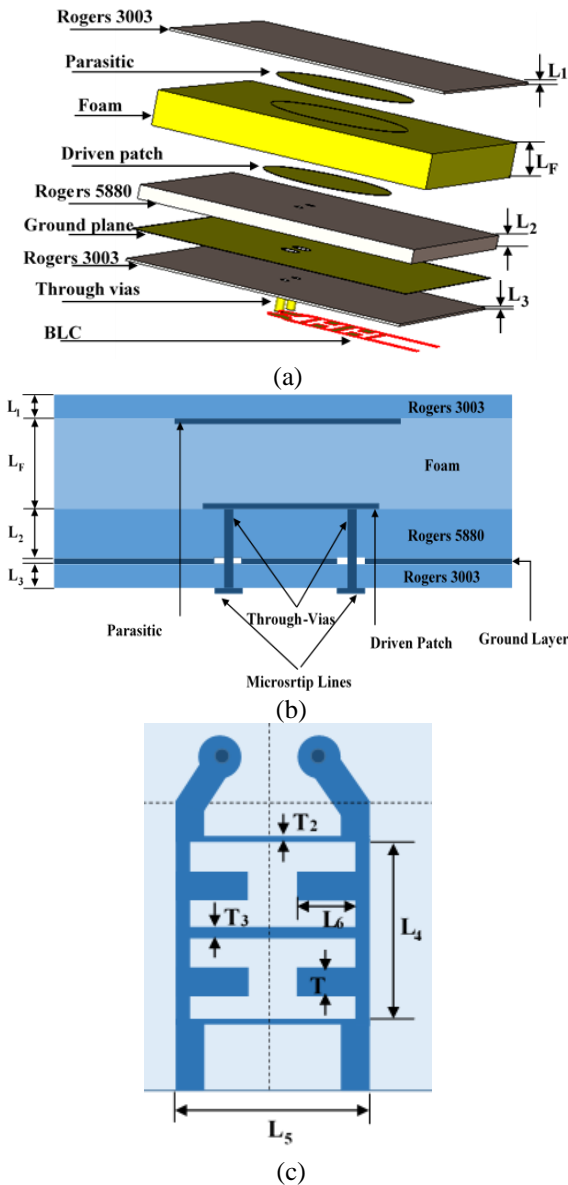 Rogers 3003
Parasitic
Foam
Driven patch
Rogers 5880
Ground plane
Rogers 3003
Through vias
BLC
L1
LF
L2
L3
(a)
L1
LF
L2
L3
Rogers 3003
Foam
Rogers 5880
Rogers 3003
Parasitic
Through-Vias
Driven Patch
Ground Layer
Microsrtip Lines
(b)
T2
T3
L6
L4
T
L5
(c)